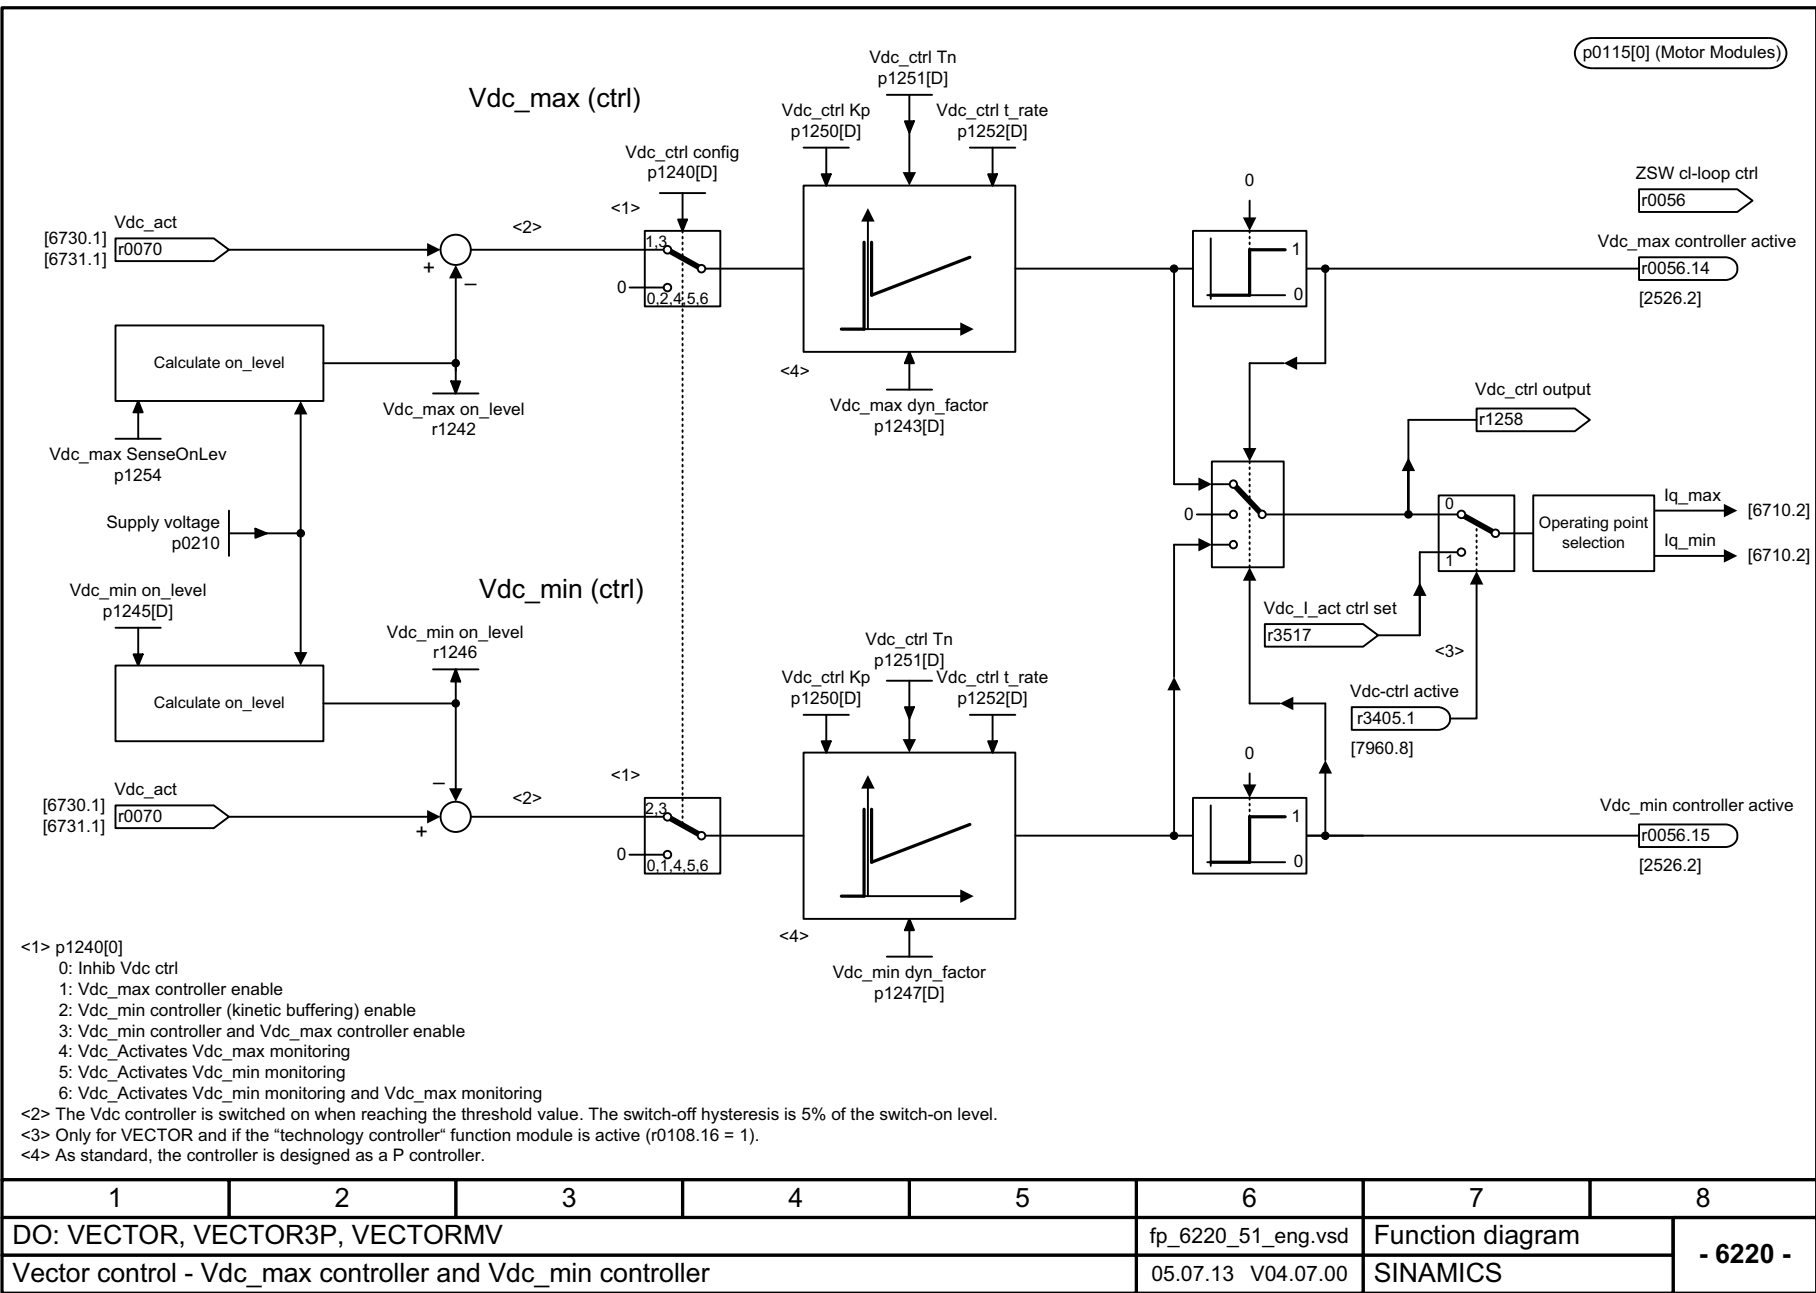 p0115[0] (Motor Modules)
Vdc_max (ctrl)
Vdc_ctrl Tn
p1251[D]
Vdc_ctrl Kp
p1250[D]
Vdc_ctrl t_rate
p1252[D]
Vdc_ctrl config
p1240[D]
<1>
<2>
Vdc_act
[6730.1]
[6731.1]
r0070
+
–
1,3
0
0,2,4,5,6
0
1
0
ZSW cl-loop ctrl
r0056
Vdc_max controller active
r0056.14
[2526.2]
Calculate on_level
<4>
Vdc_max on_level
r1242
Vdc_max dyn_factor
p1243[D]
Vdc_max SenseOnLev
p1254
Vdc_ctrl output
r1258
Supply voltage
p0210
0
0
1
Operating point
selection
Iq_max
[6710.2]
Iq_min
[6710.2]
Vdc_min (ctrl)
Vdc_min on_level
p1245[D]
Vdc_min on_level
r1246
Vdc_I_act ctrl set
r3517
<3>
Vdc_ctrl Tn
p1251[D]
Vdc_ctrl Kp
p1250[D]
Vdc_ctrl t_rate
p1252[D]
Vdc-ctrl active
r3405.1
[7960.8]
Calculate on_level
Vdc_act
[6730.1]
[6731.1]
r0070
–
+
<2>
<1>
2,3
0
0,1,4,5,6
0
1
0
Vdc_min controller active
r0056.15
[2526.2]
<4>
Vdc_min dyn_factor
p1247[D]
<1> p1240[0]
0: Inhib Vdc ctrl
1: Vdc_max controller enable
2: Vdc_min controller (kinetic buffering) enable
3: Vdc_min controller and Vdc_max controller enable
4: Vdc_Activates Vdc_max monitoring
5: Vdc_Activates Vdc_min monitoring
6: Vdc_Activates Vdc_min monitoring and Vdc_max monitoring
<2> The Vdc controller is switched on when reaching the threshold value. The switch-off hysteresis is 5% of the switch-on level.
<3> Only for VECTOR and if the “technology controller“ function module is active (r0108.16 = 1).
<4> As standard, the controller is designed as a P controller.
1 2 3 4 5 6 7 8
DO: VECTOR, VECTOR3P, VECTORMV
fp_6220_51_eng.vsd
Function diagram
- 6220 -
Vector control - Vdc_max controller and Vdc_min controller
05.07.13 V04.07.00
SINAMICS